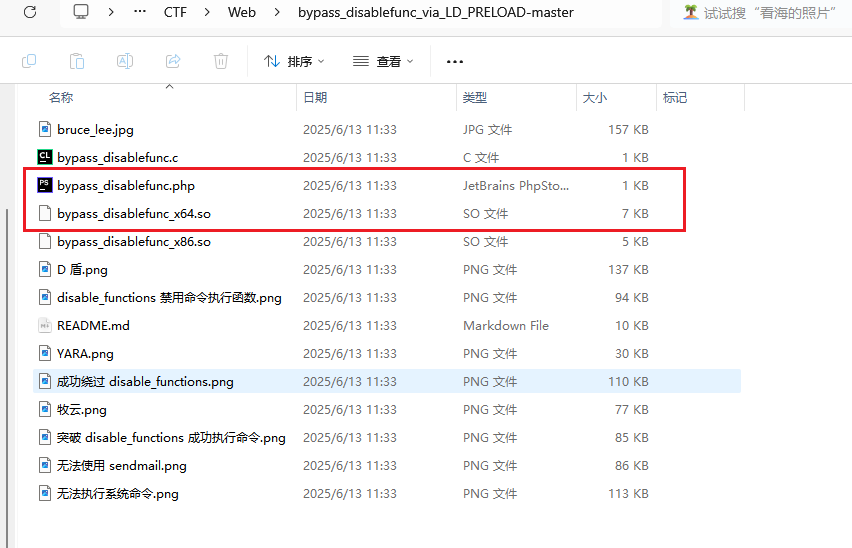 CTF > Web > bypass_disablefunc_via_LD_PRELOAD-master
试试搜“看海的照片”
排序 查看
名称 日期 类型 大小 标记
bruce_lee.jpg 2025/6/13 11:33 JPG 文件 157 KB
CL bypass_disablefunc.c 2025/6/13 11:33 C 文件 1 KB
PS bypass_disablefunc.php 2025/6/13 11:33 JetBrains PhpSto... 1 KB
bypass_disablefunc_x64.so 2025/6/13 11:33 SO 文件 7 KB
bypass_disablefunc_x86.so 2025/6/13 11:33 SO 文件 5 KB
D 盾.png 2025/6/13 11:33 PNG 文件 137 KB
disable_functions 禁用命令执行函数.png 2025/6/13 11:33 PNG 文件 94 KB
README.md 2025/6/13 11:33 Markdown File 10 KB
YARA.png 2025/6/13 11:33 PNG 文件 30 KB
成功绕过 disable_functions.png 2025/6/13 11:33 PNG 文件 110 KB
牧云.png 2025/6/13 11:33 PNG 文件 77 KB
突破 disable_functions 成功执行命令.png 2025/6/13 11:33 PNG 文件 85 KB
无法使用 sendmail.png 2025/6/13 11:33 PNG 文件 86 KB
无法执行系统命令.png 2025/6/13 11:33 PNG 文件 113 KB